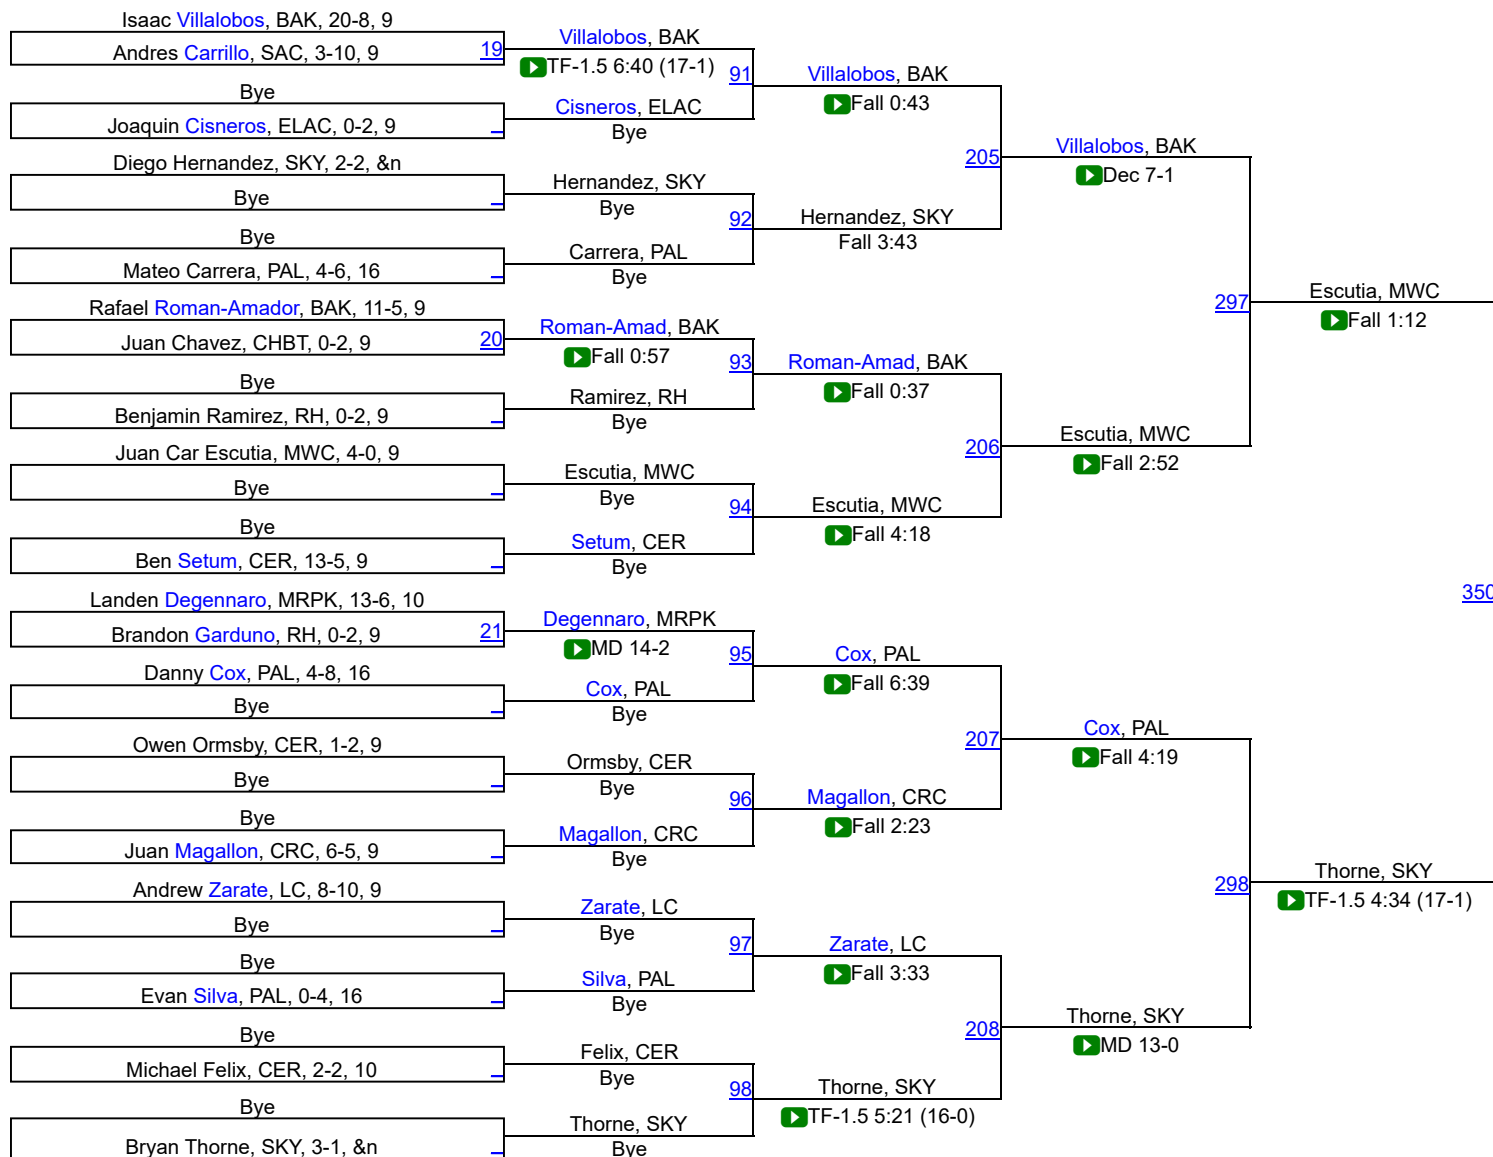 Isaac Villalobos, BAK, 20-8, 9
Andres Carrillo, SAC, 3-10, 9
19
Bye
Joaquin Cisneros, ELAC, 0-2, 9
Diego Hernandez, SKY, 2-2, &n
Bye
Bye
Mateo Carrera, PAL, 4-6, 16
Rafael Roman-Amador, BAK, 11-5, 9
Juan Chavez, CHBT, 0-2, 9
20
Bye
Benjamin Ramirez, RH, 0-2, 9
Juan Car Escutia, MWC, 4-0, 9
Bye
Bye
Ben Setum, CER, 13-5, 9
Landen Degennaro, MRPK, 13-6, 10
Brandon Garduno, RH, 0-2, 9
21
Danny Cox, PAL, 4-8, 16
Bye
Owen Ormsby, CER, 1-2, 9
Bye
Bye
Juan Magallon, CRC, 6-5, 9
Andrew Zarate, LC, 8-10, 9
Bye
Bye
Evan Silva, PAL, 0-4, 16
Bye
Michael Felix, CER, 2-2, 10
Bye
Bryan Thorne, SKY, 3-1, &n
Villalobos, BAK
TF-1.5 6:40 (17-1)
91
Cisneros, ELAC
Bye
Hernandez, SKY
Bye
92
Carrera, PAL
Bye
Roman-Amad, BAK
Fall 0:57
93
Ramirez, RH
Bye
Escutia, MWC
Bye
94
Setum, CER
Bye
Degennaro, MRPK
MD 14-2
95
Cox, PAL
Bye
Ormsby, CER
Bye
96
Magallon, CRC
Bye
Zarate, LC
Bye
97
Silva, PAL
Bye
Felix, CER
Bye
98
Thorne, SKY
Bye
Villalobos, BAK
Fall 0:43
205
Hernandez, SKY
Fall 3:43
Roman-Amad, BAK
Fall 0:37
206
Escutia, MWC
Fall 4:18
Cox, PAL
Fall 6:39
207
Magallon, CRC
Fall 2:23
Zarate, LC
Fall 3:33
208
Thorne, SKY
TF-1.5 5:21 (16-0)
Villalobos, BAK
Dec 7-1
297
Escutia, MWC
Fall 2:52
Cox, PAL
Fall 4:19
298
Thorne, SKY
MD 13-0
Escutia, MWC
Fall 1:12
350
Thorne, SKY
TF-1.5 4:34 (17-1)